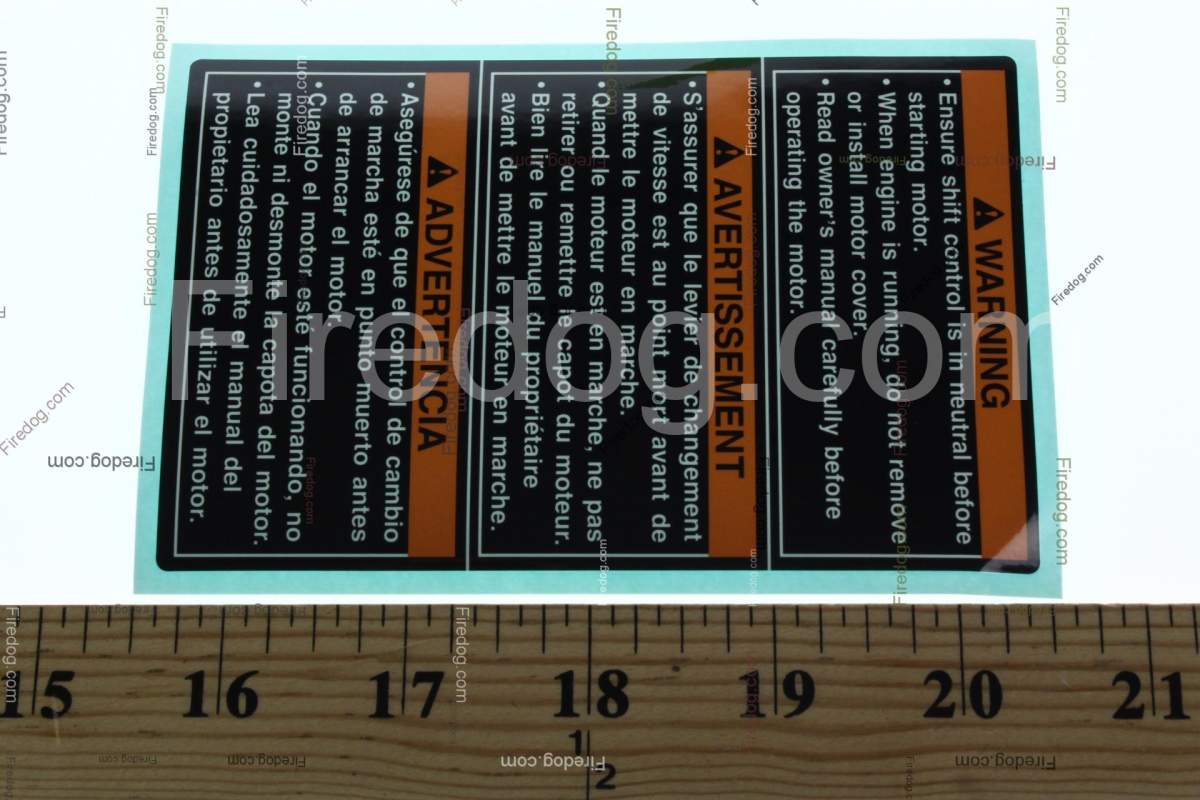 ⚠ WARNING
• Ensure shift control is in neutral before
starting motor.
• When engine is running, do not remove
or install motor cover.
• Read owner's manual carefully before
operating the motor.
⚠ AVERTISSEMENT
• S'assurer que le levier de changement
de vitesse est au point mort avant de
mettre le moteur en marche.
• Quand le moteur est en marche, ne pas
retirer ou remettre le capot du moteur.
• Bien lire le manuel du propriétaire
avant de mettre le moteur en marche.
⚠ ADVERTENCIA
• Asegúrese de que el control de cambio
de marcha esté en punto muerto antes
de arrancar el motor.
• Cuando el motor esté funcionando, no
monte ni desmonte la capota del motor.
• Lea cuidadosamente el manual del
propietario antes de utilizar el motor.
Firedog.com
15 16 17 18 19 20 21
1 2